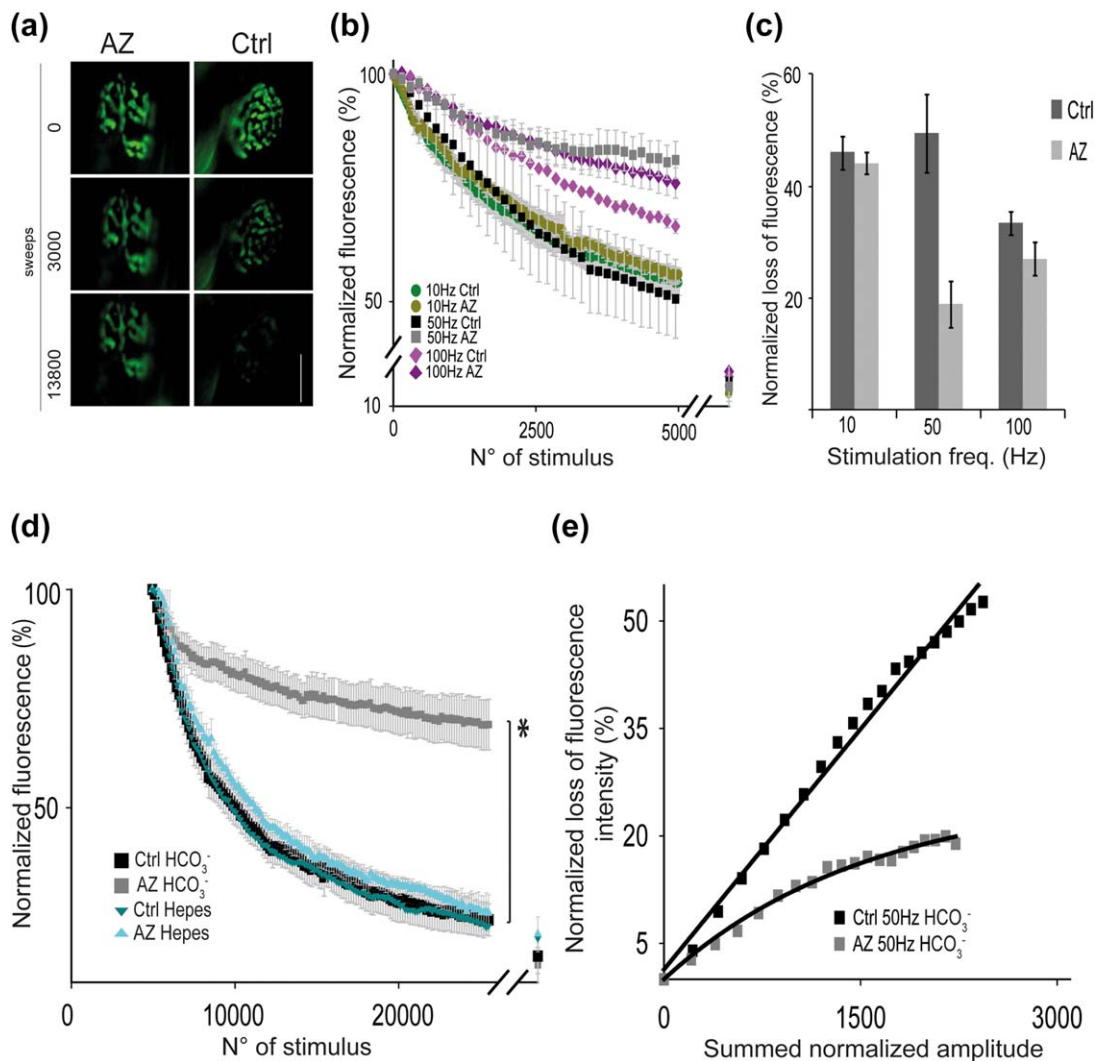 (a)
AZ Ctrl
sweeps
0
3000
13800
(b)
Normalized fluorescence (%)
100
50
10
10Hz Ctrl
10Hz AZ
50Hz Ctrl
50Hz AZ
100Hz Ctrl
100Hz AZ
0 2500 5000
N° of stimulus
(c)
Normalized loss of fluorescence (%)
60
40
20
Ctrl
AZ
10 50 100
Stimulation freq. (Hz)
(d)
Normalized fluorescence (%)
100
50
*
Ctrl HCO₃⁻
AZ HCO₃⁻
Ctrl Hepes
AZ Hepes
0 10000 20000
N° of stimulus
(e)
Normalized loss of fluorescence
intensity (%)
50
35
20
5
Ctrl 50Hz HCO₃⁻
AZ 50Hz HCO₃⁻
0 1500 3000
Summed normalized amplitude